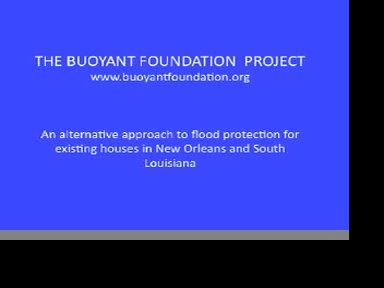 THE BUOYANT FOUNDATION PROJECT
www.buoyantfoundation.org
An alternative approach to flood protection for
existing houses in New Orleans and South
Louisiana